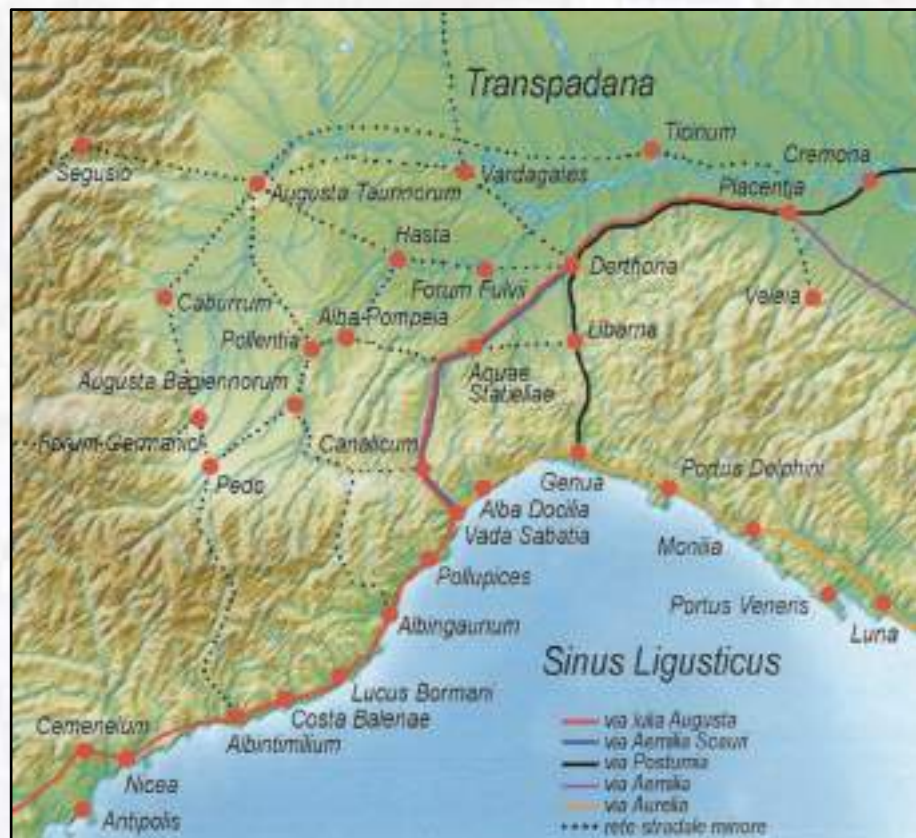 Transpadana
Ticinum
Cremona
Segusio
Augusta Taurinorum
Vardagates
Placentia
Hasta
Derthona
Forum Fulvii
Veleia
Caburrum
Alba-Pompeia
Pollentia
Libarna
Augusta Bagiennorum
Aquae
Statiellae
Forum Germanici
Canalicum
Pedo
Genua
Portus Delphini
Alba Docilia
Vada Sabatia
Monilia
Pollupices
Portus Veneris
Albingaunum
Luna
Sinus Ligusticus
Lucus Bormani
Cemenelum
Costa Balenae
Albintimilium
Nicea
Antipolis
via Iulia Augusta
via Aemilia Scauri
via Postumia
via Aemilia
via Aurelia
rete stradale minore